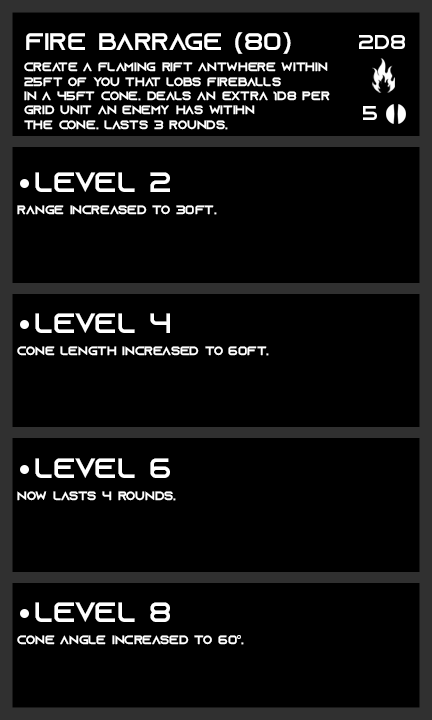 FIRE BARRAGE (80)
2D8
CREATE A FLAMING RIFT ANTWHERE WITHIN
25FT OF YOU THAT LOBS FIREBALLS
IN A 45FT CONE. DEALS AN EXTRA 1D8 PER
GRID UNIT AN ENEMY HAS WITIHN
THE CONE. LASTS 3 ROUNDS.
5
•LEVEL 2
RANGE INCREASED TO 30FT.
•LEVEL 4
CONE LENGTH INCREASED TO 60FT.
•LEVEL 6
NOW LASTS 4 ROUNDS.
•LEVEL 8
CONE ANGLE INCREASED TO 60°.